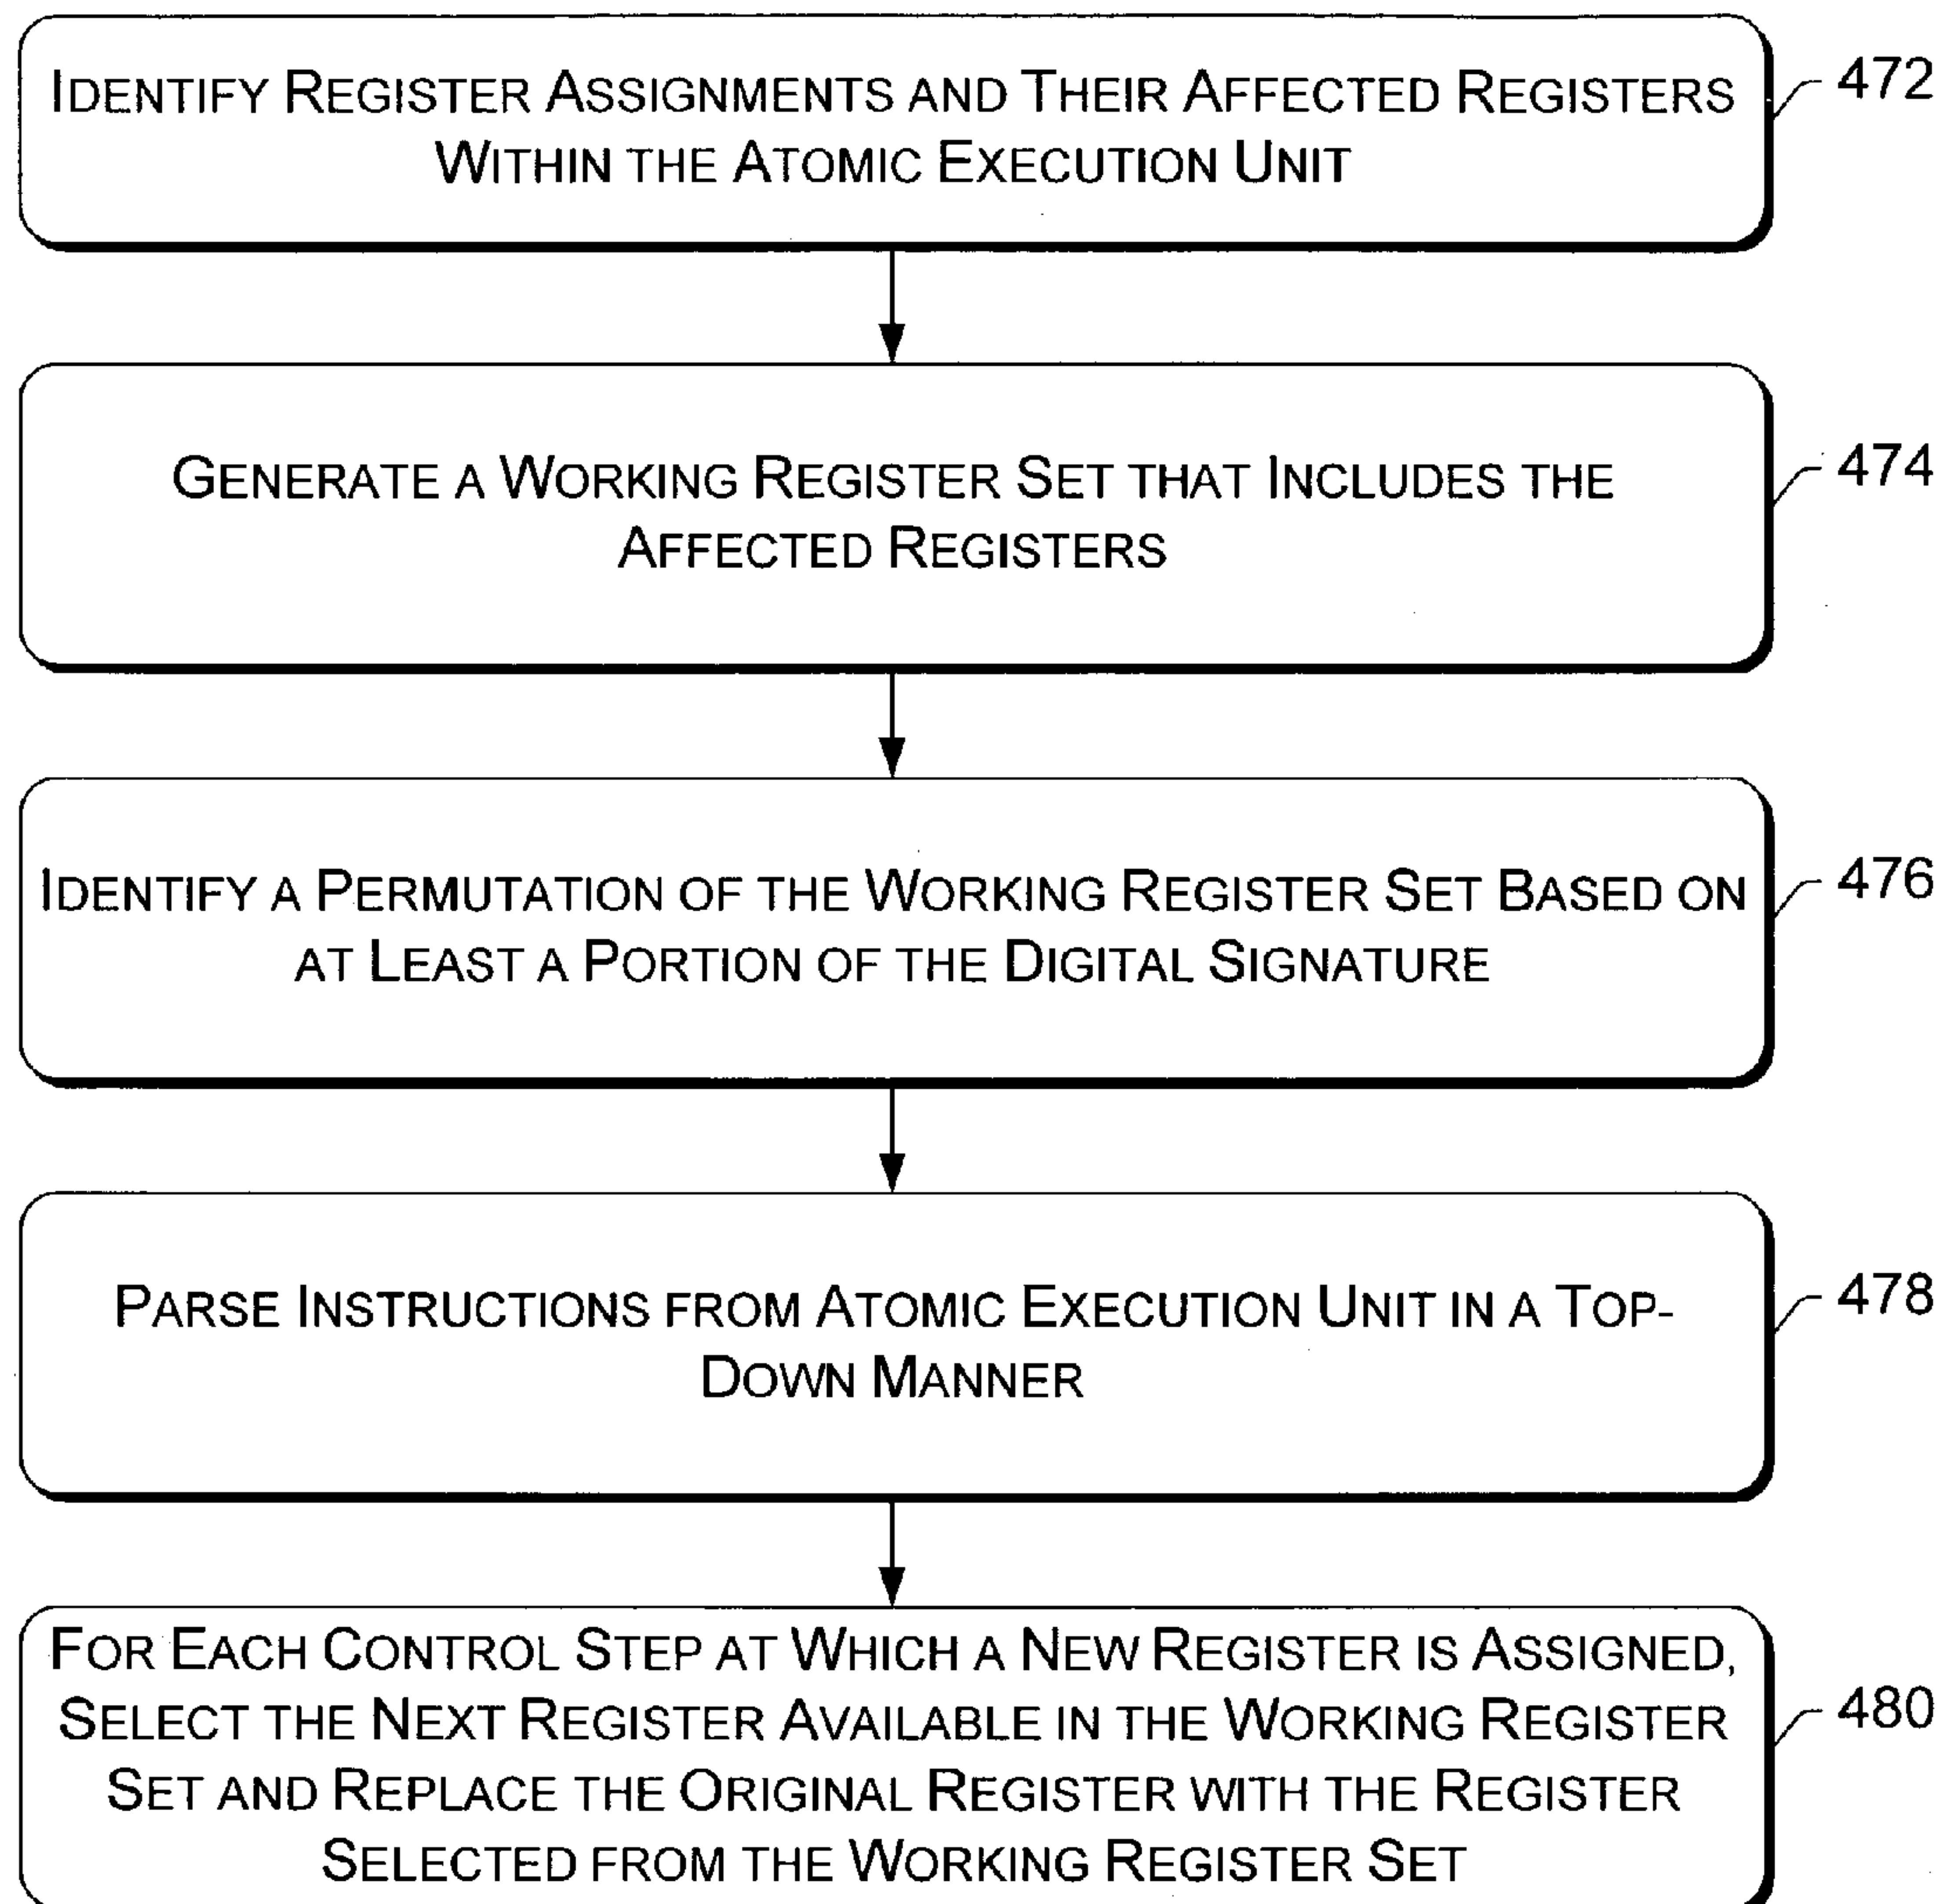 IDENTIFY REGISTER ASSIGNMENTS AND THEIR AFFECTED REGISTERS
WITHIN THE ATOMIC EXECUTION UNIT
472
GENERATE A WORKING REGISTER SET THAT INCLUDES THE
AFFECTED REGISTERS
474
IDENTIFY A PERMUTATION OF THE WORKING REGISTER SET BASED ON
AT LEAST A PORTION OF THE DIGITAL SIGNATURE
476
PARSE INSTRUCTIONS FROM ATOMIC EXECUTION UNIT IN A TOP-
DOWN MANNER
478
FOR EACH CONTROL STEP AT WHICH A NEW REGISTER IS ASSIGNED,
SELECT THE NEXT REGISTER AVAILABLE IN THE WORKING REGISTER
SET AND REPLACE THE ORIGINAL REGISTER WITH THE REGISTER
SELECTED FROM THE WORKING REGISTER SET
480